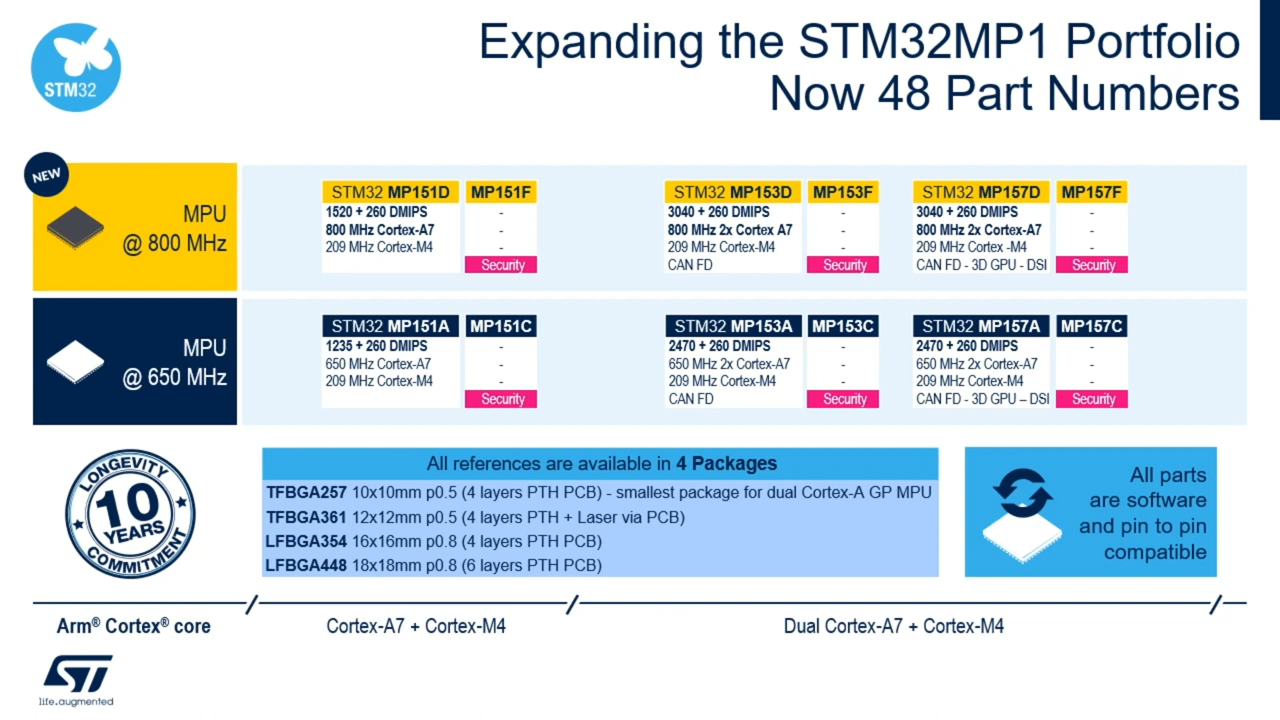 STM32
Expanding the STM32MP1 Portfolio
Now 48 Part Numbers
NEW
MPU
@ 800 MHz
STM32 MP151D MP151F
1520 + 260 DMIPS -
800 MHz Cortex-A7 -
209 MHz Cortex-M4 -
Security
STM32 MP153D MP153F
3040 + 260 DMIPS -
800 MHz 2x Cortex A7 -
209 MHz Cortex-M4 -
CAN FD Security
STM32 MP157D MP157F
3040 + 260 DMIPS -
800 MHz 2x Cortex-A7 -
209 MHz Cortex -M4 -
CAN FD - 3D GPU - DSI Security
MPU
@ 650 MHz
STM32 MP151A MP151C
1235 + 260 DMIPS -
650 MHz Cortex-A7 -
209 MHz Cortex-M4 -
Security
STM32 MP153A MP153C
2470 + 260 DMIPS -
650 MHz 2x Cortex-A7 -
209 MHz Cortex-M4 -
CAN FD Security
STM32 MP157A MP157C
2470 + 260 DMIPS -
650 MHz 2x Cortex-A7 -
209 MHz Cortex-M4 -
CAN FD - 3D GPU – DSI Security
LONGEVITY
10
YEARS
COMMITMENT
All references are available in 4 Packages
TFBGA257 10x10mm p0.5 (4 layers PTH PCB) - smallest package for dual Cortex-A GP MPU
TFBGA361 12x12mm p0.5 (4 layers PTH + Laser via PCB)
LFBGA354 16x16mm p0.8 (4 layers PTH PCB)
LFBGA448 18x18mm p0.8 (6 layers PTH PCB)
All parts
are software
and pin to pin
compatible
Arm® Cortex® core
Cortex-A7 + Cortex-M4
Dual Cortex-A7 + Cortex-M4
ST
life.augmented